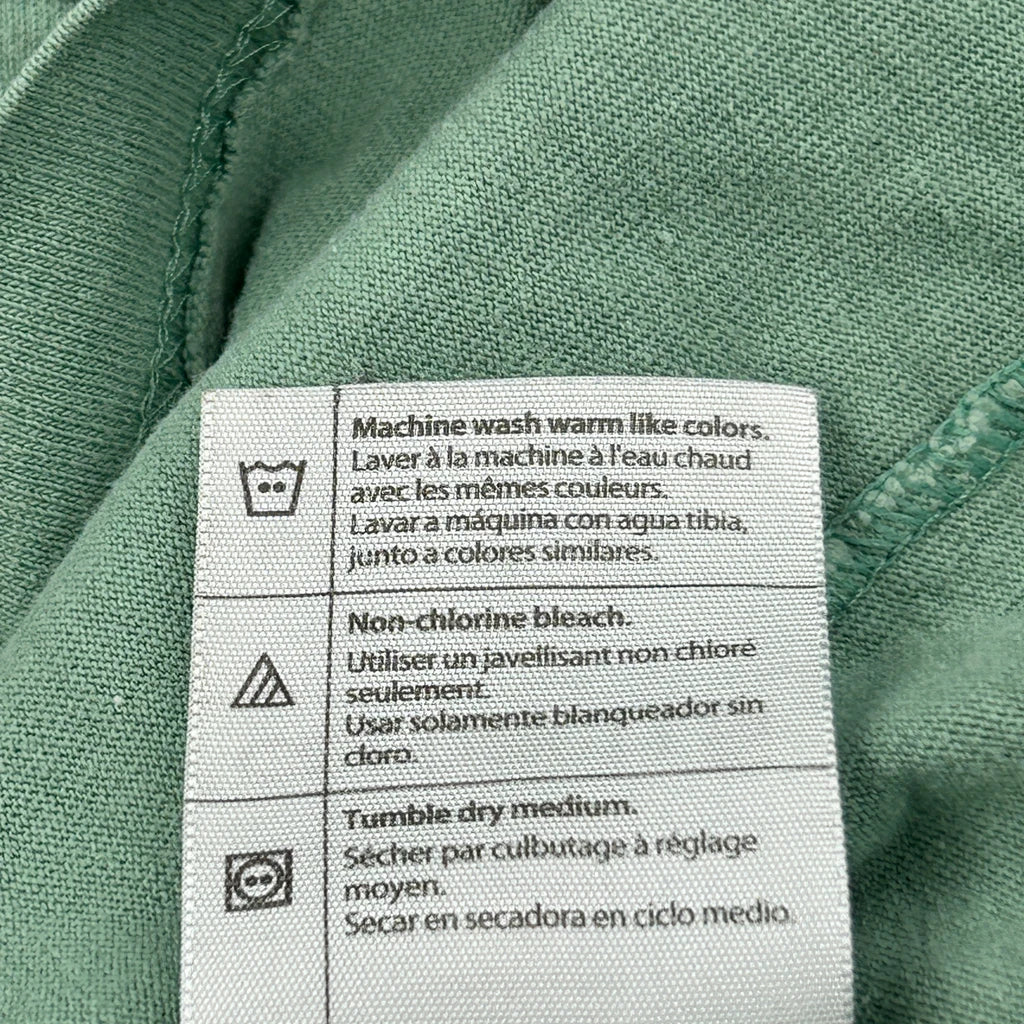 Machine wash warm like colors.
Laver à la machine à l'eau chaud
avec les mêmes couleurs.
Lavar a máquina con agua tibia,
junto a colores similares.
Non-chlorine bleach.
Utiliser un javellisant non chloré
seulement.
Usar solamente blanqueador sin
cloro.
Tumble dry medium.
Sécher par culbutage à réglage
moyen.
Secar en secadora en ciclo medio.